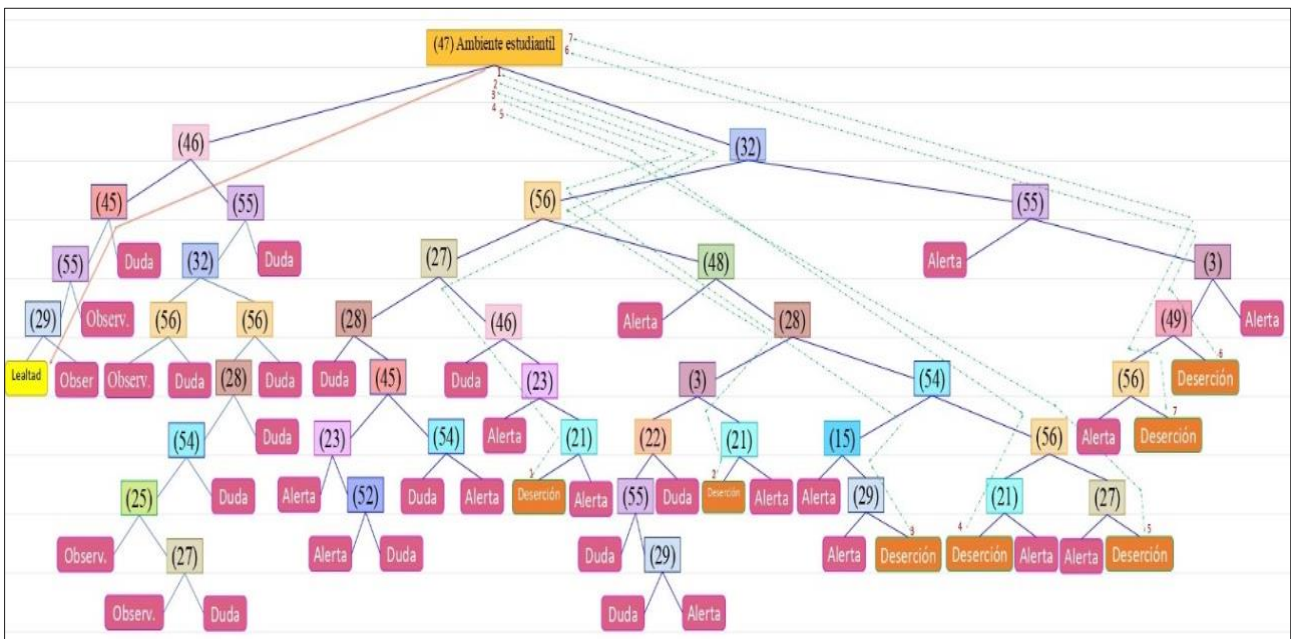 (47) Ambiente estudiantil 7
6
1
2
3
4 5
(46) (32)
(45) (55) (56) (55)
(55) Duda (32) Duda (27) (48) Alerta (3)
(29) Observ. (56) (56) (28) (46) Alerta (28) (49) Alerta
Lealtad Obser Observ. Duda (28) Duda Duda (45) Duda (23) (3) (54) (56) Deserción 6
(54) Duda (23) (54) Alerta (21) (22) (21) (15) (56) Alerta Deserción 7
(25) Duda Alerta (52) Duda Alerta Deserción 1 Alerta (55) Duda Deserción 2 Alerta Alerta (29) (21) (27)
Observ. (27) Alerta Duda Duda (29) Alerta Deserción 3 Deserción 4 Alerta Alerta Deserción 5
Observ. Duda Duda Alerta